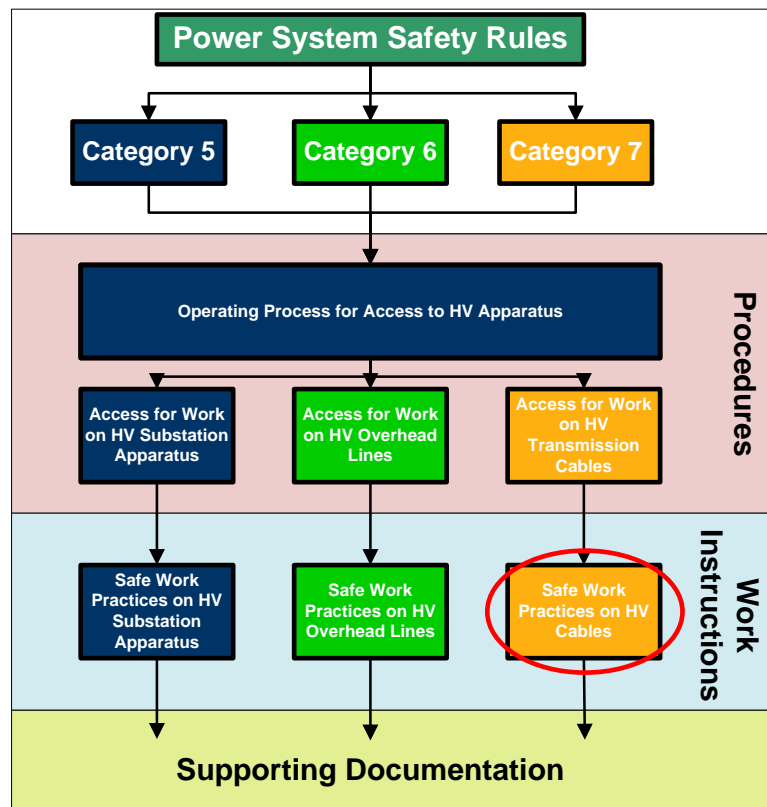 Power System Safety Rules
Category 5
Category 6
Category 7
Procedures
Operating Process for Access to HV Apparatus
Access for Work
on HV Substation
Apparatus
Access for Work
on HV Overhead
Lines
Access for Work
on HV
Transmission
Cables
Work
Instructions
Safe Work
Practices on HV
Substation
Apparatus
Safe Work
Practices on HV
Overhead Lines
Safe Work
Practices on HV
Cables
Supporting Documentation